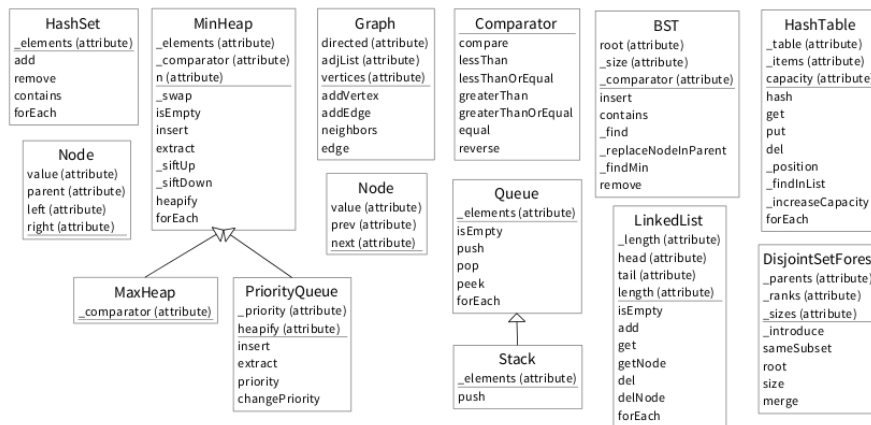 HashSet
_elements (attribute)
add
remove
contains
forEach
Node
value (attribute)
parent (attribute)
left (attribute)
right (attribute)
MinHeap
_elements (attribute)
_comparator (attribute)
n (attribute)
_swap
isEmpty
insert
extract
_siftUp
_siftDown
heapify
forEach
MaxHeap
_comparator (attribute)
PriorityQueue
_priority (attribute)
heapify (attribute)
insert
extract
priority
changePriority
Graph
directed (attribute)
adjList (attribute)
vertices (attribute)
addVertex
addEdge
neighbors
edge
Node
value (attribute)
prev (attribute)
next (attribute)
Comparator
compare
lessThan
lessThanOrEqual
greaterThan
greaterThanOrEqual
equal
reverse
Queue
_elements (attribute)
isEmpty
push
pop
peek
forEach
Stack
_elements (attribute)
push
BST
root (attribute)
_size (attribute)
_comparator (attribute)
insert
contains
_find
_replaceNodeInParent
_findMin
remove
LinkedList
_length (attribute)
head (attribute)
tail (attribute)
length (attribute)
isEmpty
add
get
getNode
del
delNode
forEach
HashTable
_table (attribute)
_items (attribute)
capacity (attribute)
hash
get
put
del
_position
_findInList
_increaseCapacity
forEach
DisjointSetFores
_parents (attribute)
_ranks (attribute)
_sizes (attribute)
_introduce
sameSubset
root
size
merge